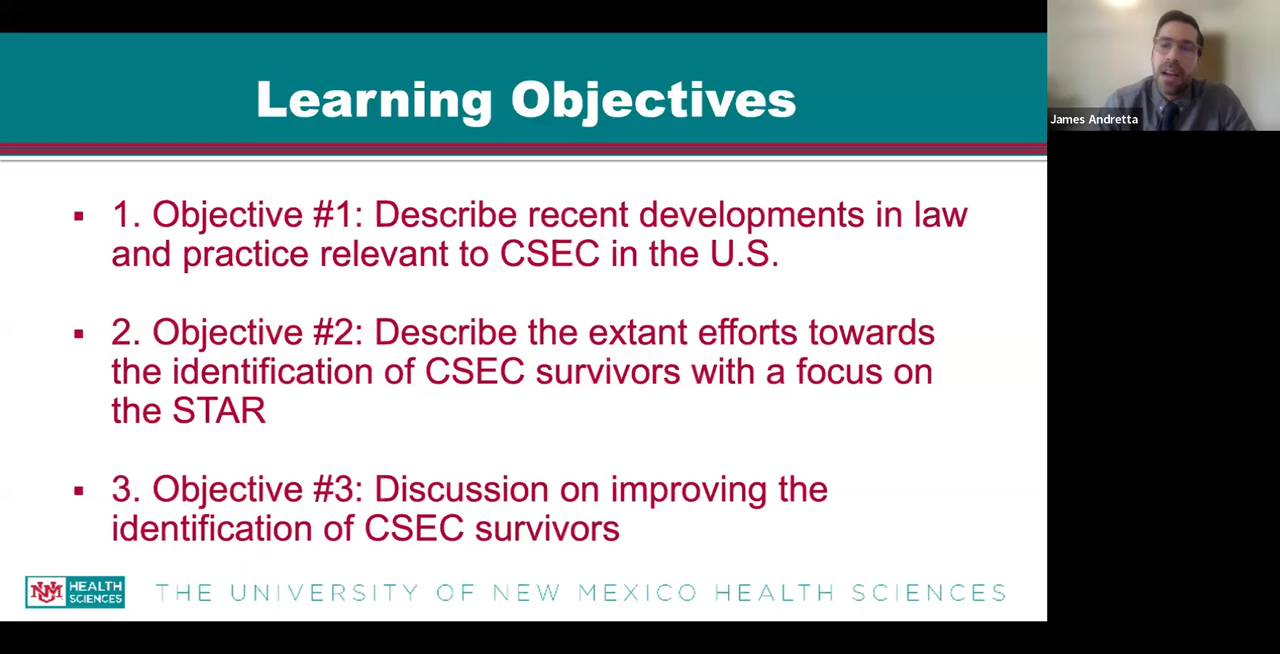 Learning Objectives
James Andretta
▪ 1. Objective #1: Describe recent developments in law
and practice relevant to CSEC in the U.S.
▪ 2. Objective #2: Describe the extant efforts towards
the identification of CSEC survivors with a focus on
the STAR
▪ 3. Objective #3: Discussion on improving the
identification of CSEC survivors
UNM HEALTH
SCIENCES
THE UNIVERSITY OF NEW MEXICO HEALTH SCIENCES